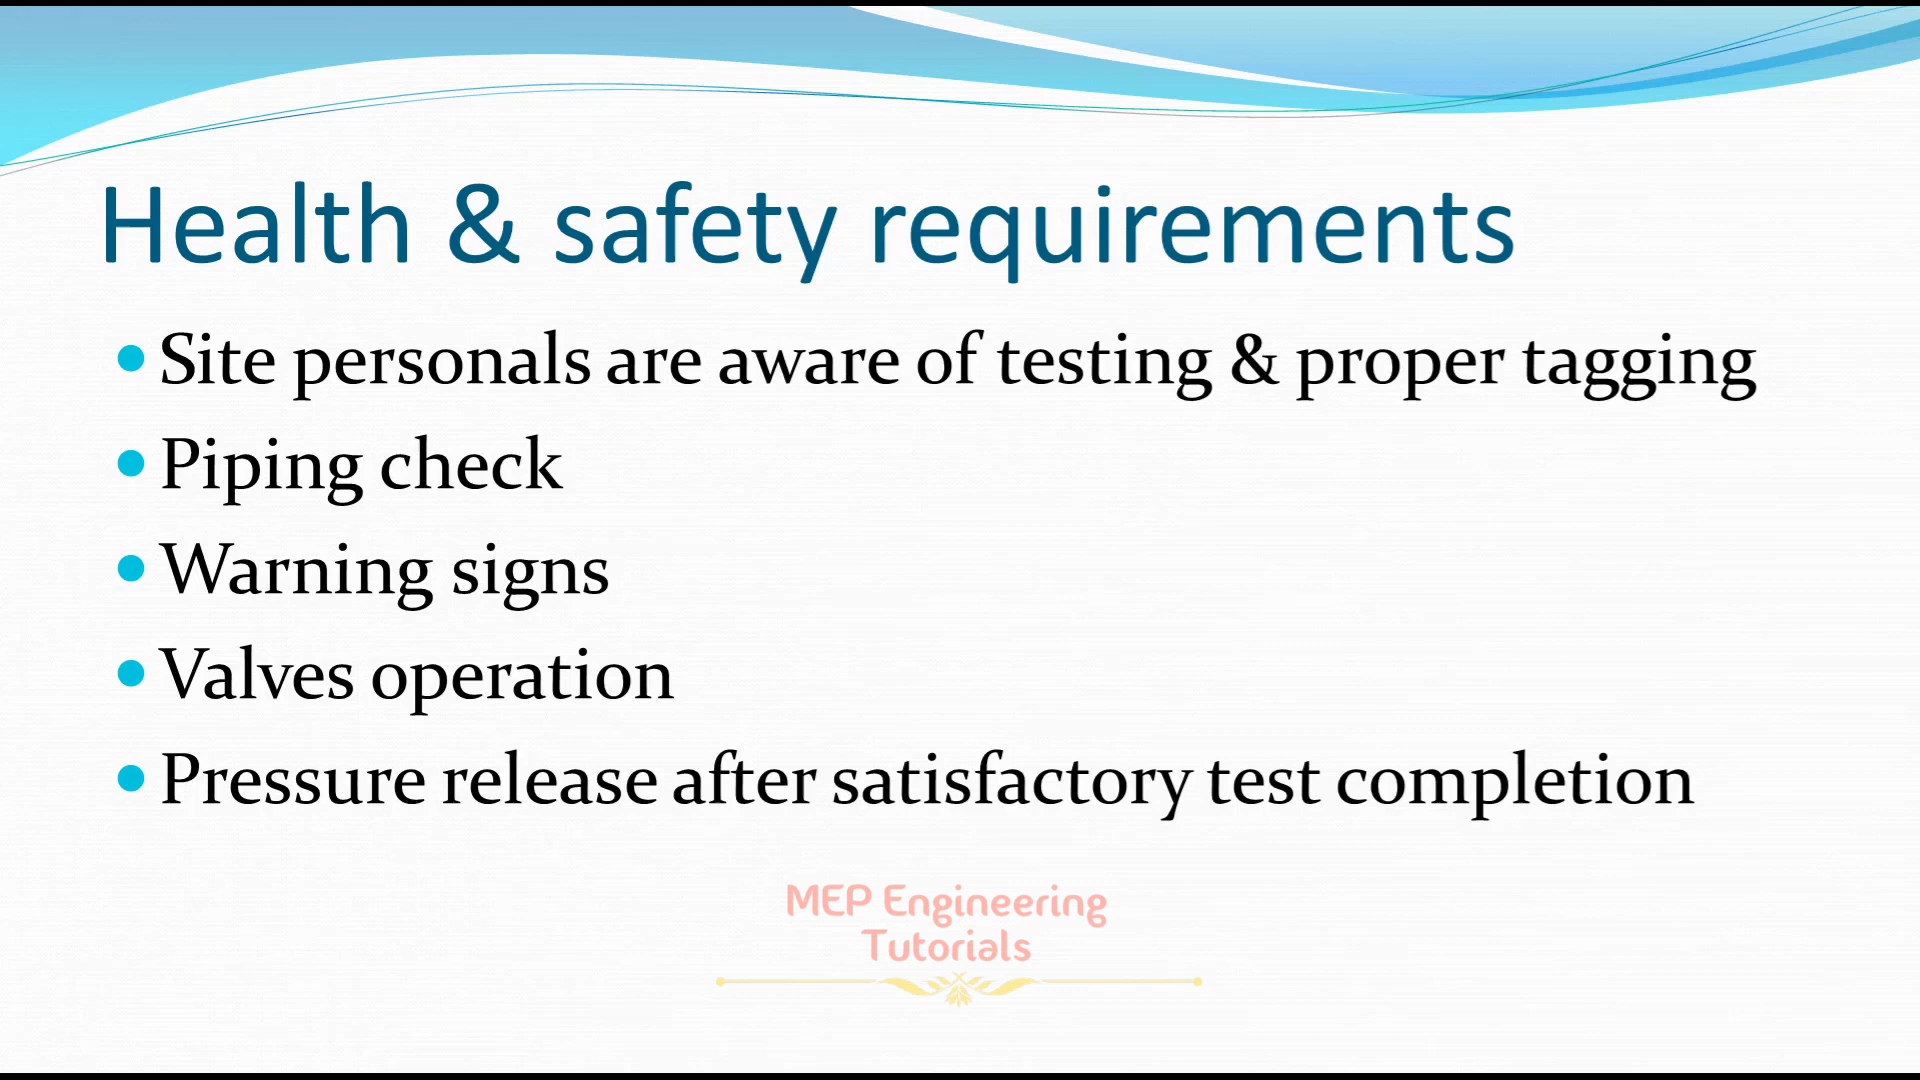 Health & safety requirements
Site personals are aware of testing & proper tagging
Piping check
Warning signs
Valves operation
Pressure release after satisfactory test completion
MEP Engineering
Tutorials